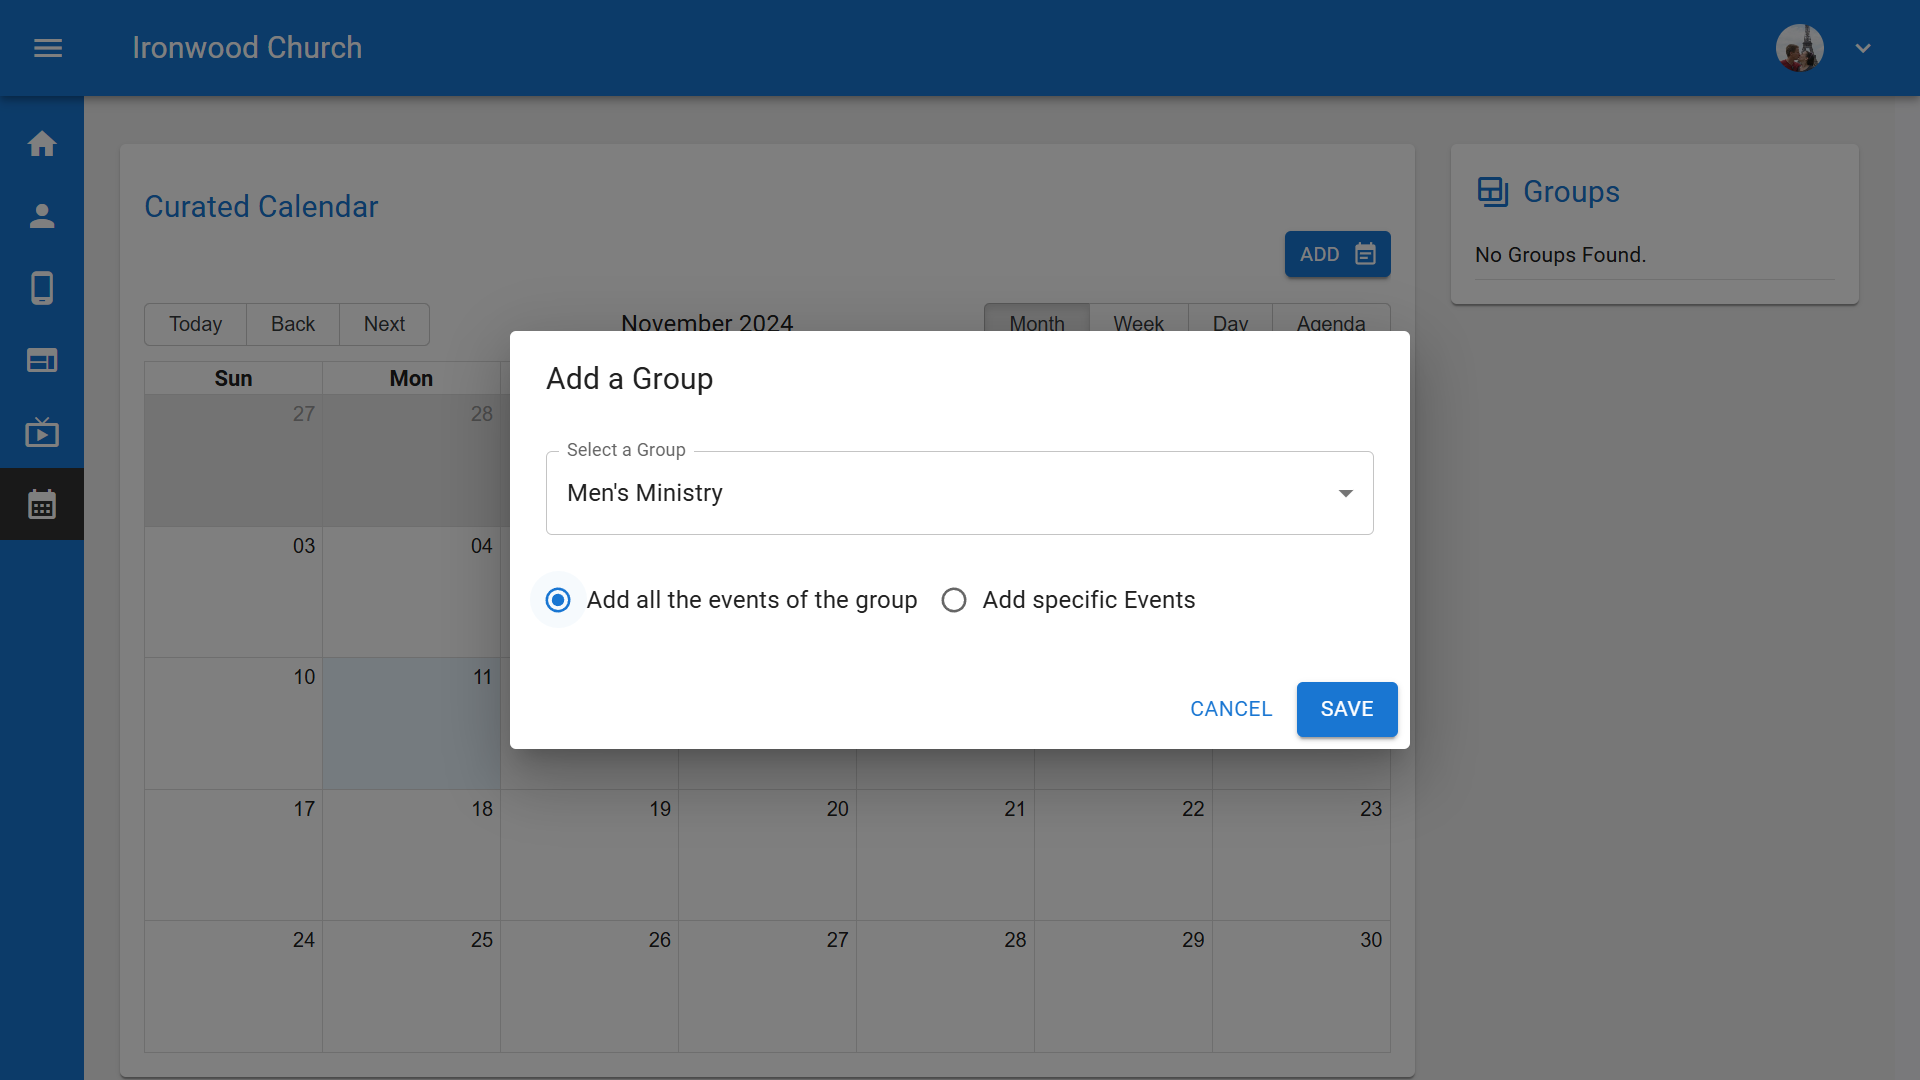 Ironwood Church
Curated Calendar
ADD
Groups
No Groups Found.
Today Back Next November 2024 Month Week Day Agenda
Sun Mon
27 28
03 04
10 11
17 18 19 20 21 22 23
24 25 26 27 28 29 30
Add a Group
Select a Group
Men's Ministry
Add all the events of the group Add specific Events
CANCEL SAVE